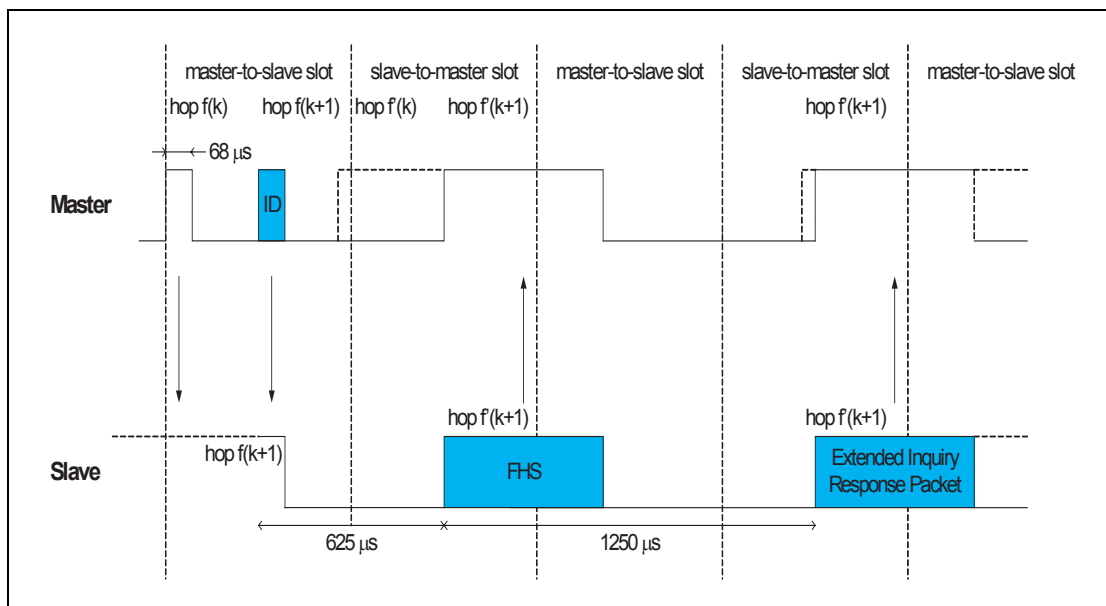 master-to-slave slot
slave-to-master slot
master-to-slave slot
slave-to-master slot
master-to-slave slot
hop f(k)
hop f(k+1)
hop f'(k)
hop f'(k+1)
hop f'(k+1)
68 µs
Master
ID
hop f(k+1)
hop f'(k+1)
hop f'(k+1)
Slave
FHS
Extended Inquiry
Response Packet
625 µs
1250 µs